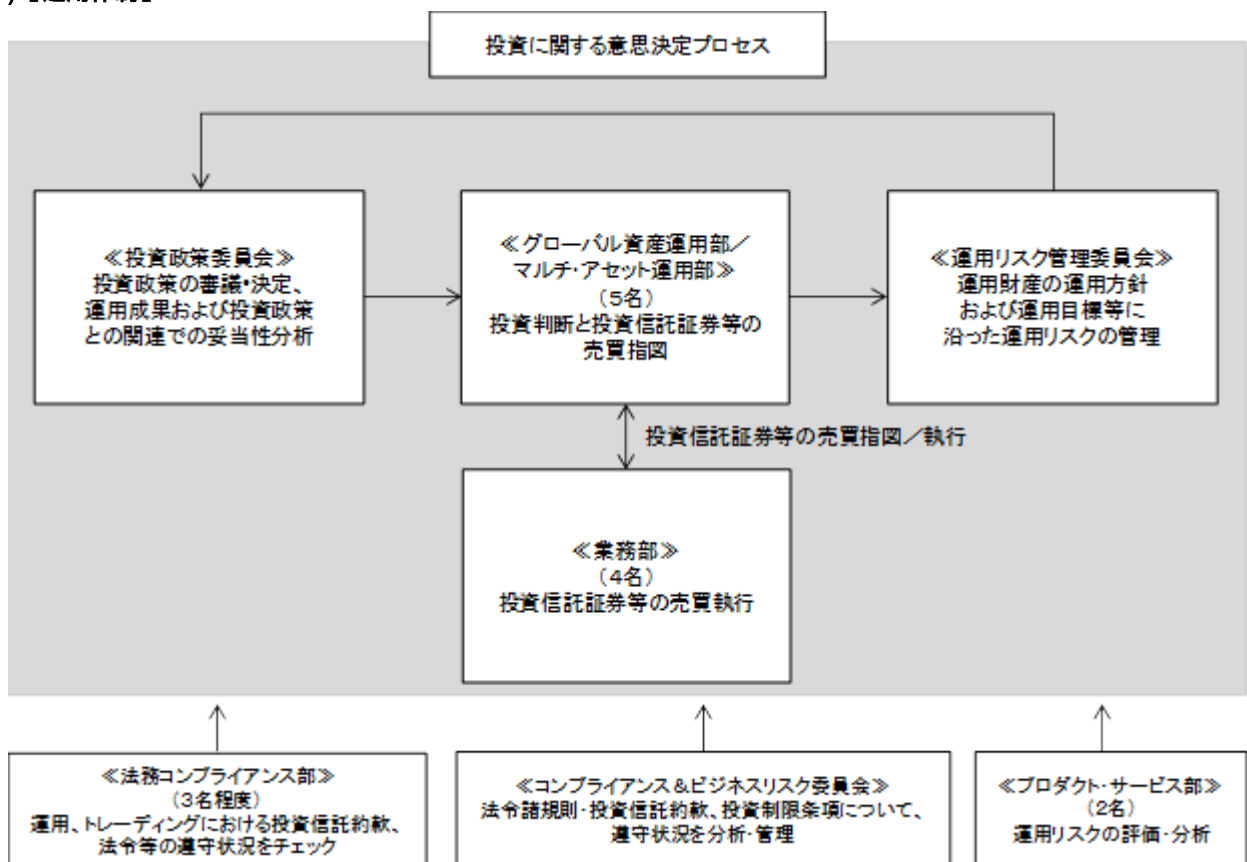 投資に関する意思決定プロセス
≪投資政策委員会≫
投資政策の審議・決定、
運用成果および投資政策
との関連での妥当性分析
≪グローバル資産運用部／
マルチ・アセット運用部≫
（５名）
投資判断と投資信託証券等の
売買指図
≪運用リスク管理委員会≫
運用財産の運用方針
および運用目標等に
沿った運用リスクの管理
投資信託証券等の売買指図／執行
≪業務部≫
（４名）
投資信託証券等の売買執行
≪法務コンプライアンス部≫
（３名程度）
運用、トレーディングにおける投資信託約款、
法令等の遵守状況をチェック
≪コンプライアンス＆ビジネスリスク委員会≫
法令諸規則・投資信託約款、投資制限条項について、
遵守状況を分析・管理
≪プロダクト・サービス部≫
（２名）
運用リスクの評価・分析